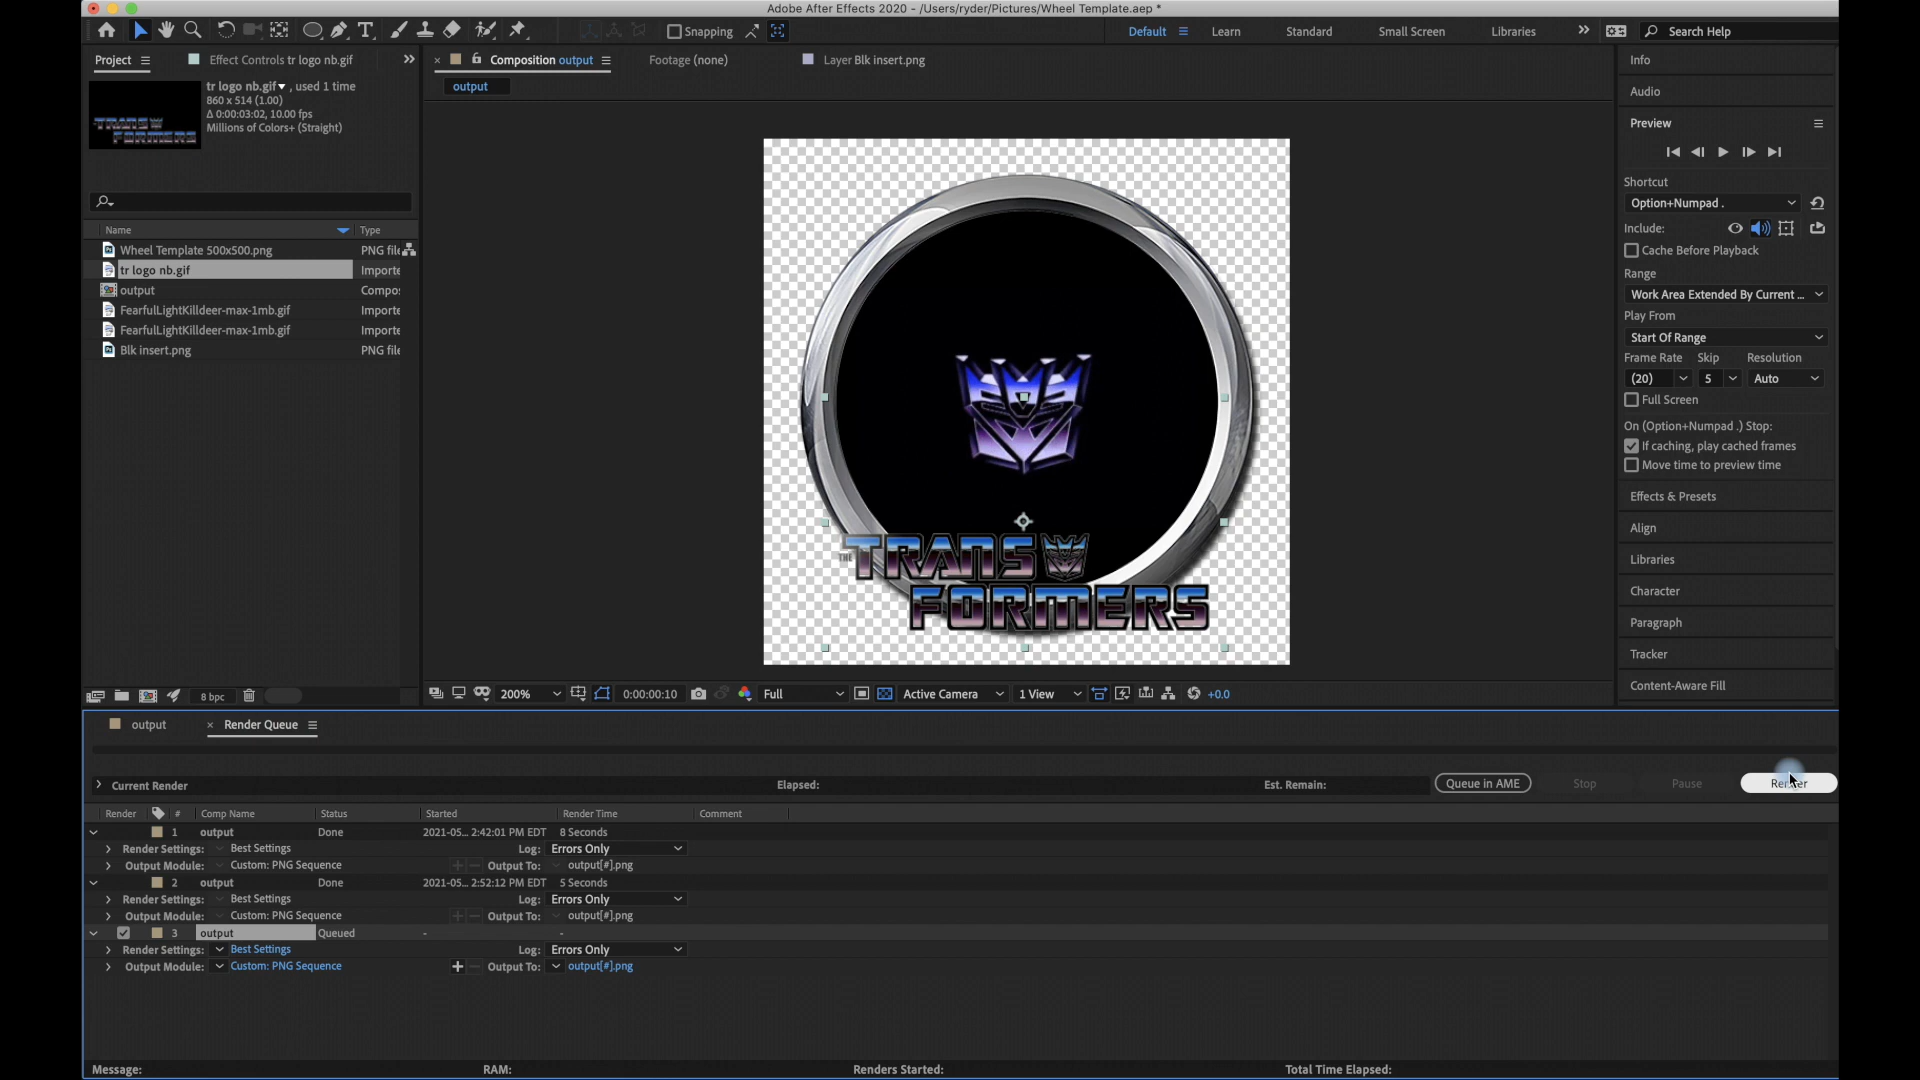 Adobe After Effects 2020 - /Users/ryder/Pictures/Wheel Template.aep *
Snapping
Default
Learn
Standard
Small Screen
Libraries
Search Help
Project
Effect Controls tr logo nb.gif
Composition output
Footage (none)
Layer Blk insert.png
output
tr logo nb.gif , used 1 time
860 x 514 (1.00)
Δ 0:00:03:02, 10.00 fps
Millions of Colors+ (Straight)
Name
Type
Wheel Template 500x500.png
PNG file
tr logo nb.gif
Importe
output
Compos
FearfulLightKilldeer-max-1mb.gif
Importe
FearfulLightKilldeer-max-1mb.gif
Importe
Blk insert.png
PNG file
8 bpc
THE TRANS
FORMERS
200%
0:00:00:10
Full
Active Camera
1 View
+0.0
Info
Audio
Preview
Shortcut
Option+Numpad .
Include:
Cache Before Playback
Range
Work Area Extended By Current ...
Play From
Start Of Range
Frame Rate Skip Resolution
(20) 5 Auto
Full Screen
On (Option+Numpad .) Stop:
If caching, play cached frames
Move time to preview time
Effects & Presets
Align
Libraries
Character
Paragraph
Tracker
Content-Aware Fill
output
Render Queue
Current Render
Elapsed:
Est. Remain:
Queue in AME
Stop
Pause
Render
Render # Comp Name Status Started Render Time Comment
1 output Done 2021-05... 2:42:01 PM EDT 8 Seconds
Render Settings: Best Settings Log: Errors Only
Output Module: Custom: PNG Sequence Output To: output[#].png
2 output Done 2021-05... 2:52:12 PM EDT 5 Seconds
Render Settings: Best Settings Log: Errors Only
Output Module: Custom: PNG Sequence Output To: output[#].png
3 output Queued - -
Render Settings: Best Settings Log: Errors Only
Output Module: Custom: PNG Sequence Output To: output[#].png
Message:
RAM:
Renders Started:
Total Time Elapsed: